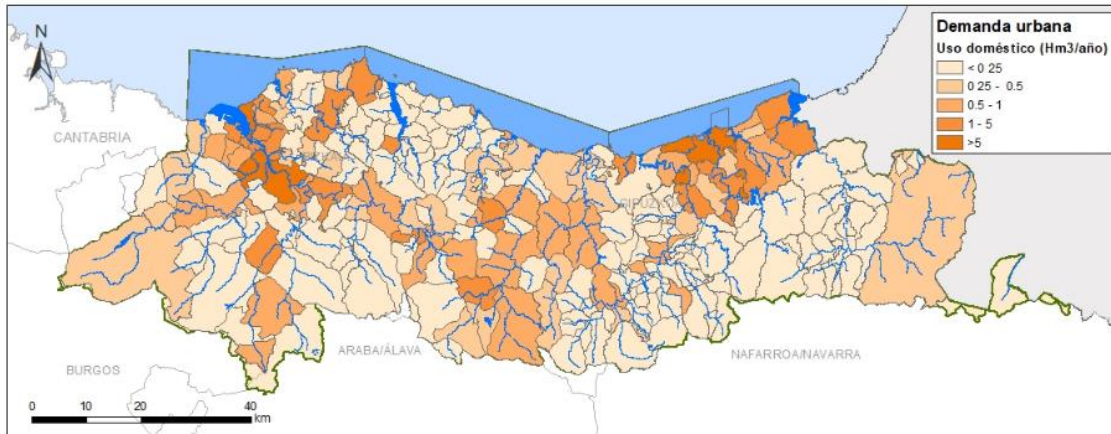 N
Demanda urbana
Uso doméstico (Hm3/año)
< 0 25
0 25 - 0.5
0.5 - 1
1 - 5
>5
CANTABRIA
GIPUZKOA
ARABA/ÁLAVA
NAFARROA/NAVARRA
BURGOS
0 10 20 40
km